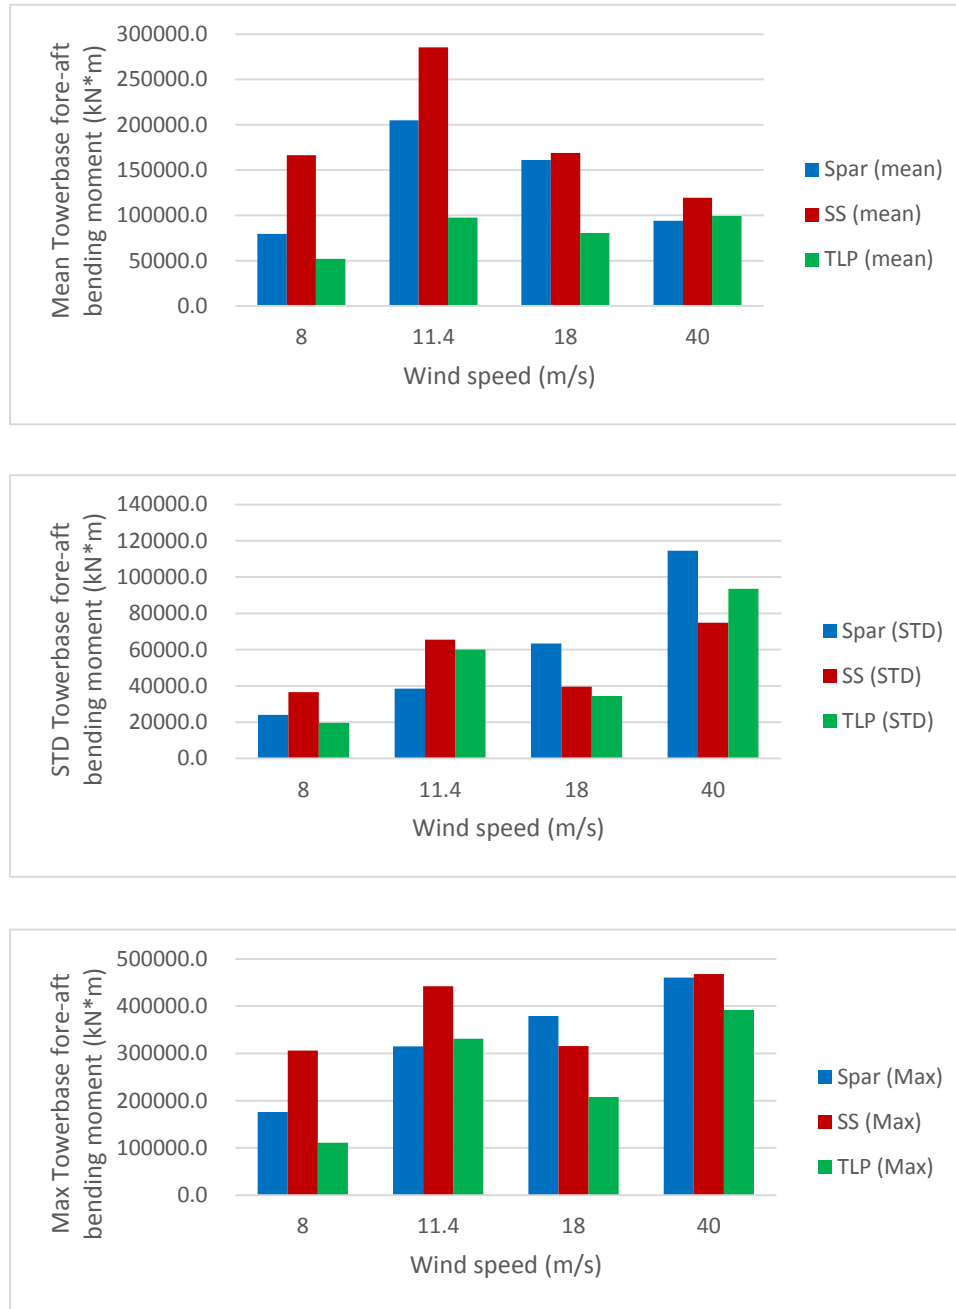 Mean Towerbase fore-aft
bending moment (kN*m)
300000.0
250000.0
200000.0
150000.0
100000.0
50000.0
0.0
8 11.4 18 40
Wind speed (m/s)
Spar (mean)
SS (mean)
TLP (mean)
STD Towerbase fore-aft
bending moment (kN*m)
140000.0
120000.0
100000.0
80000.0
60000.0
40000.0
20000.0
0.0
8 11.4 18 40
Wind speed (m/s)
Spar (STD)
SS (STD)
TLP (STD)
Max Towerbase fore-aft
bending moment (kN*m)
500000.0
400000.0
300000.0
200000.0
100000.0
0.0
8 11.4 18 40
Wind speed (m/s)
Spar (Max)
SS (Max)
TLP (Max)